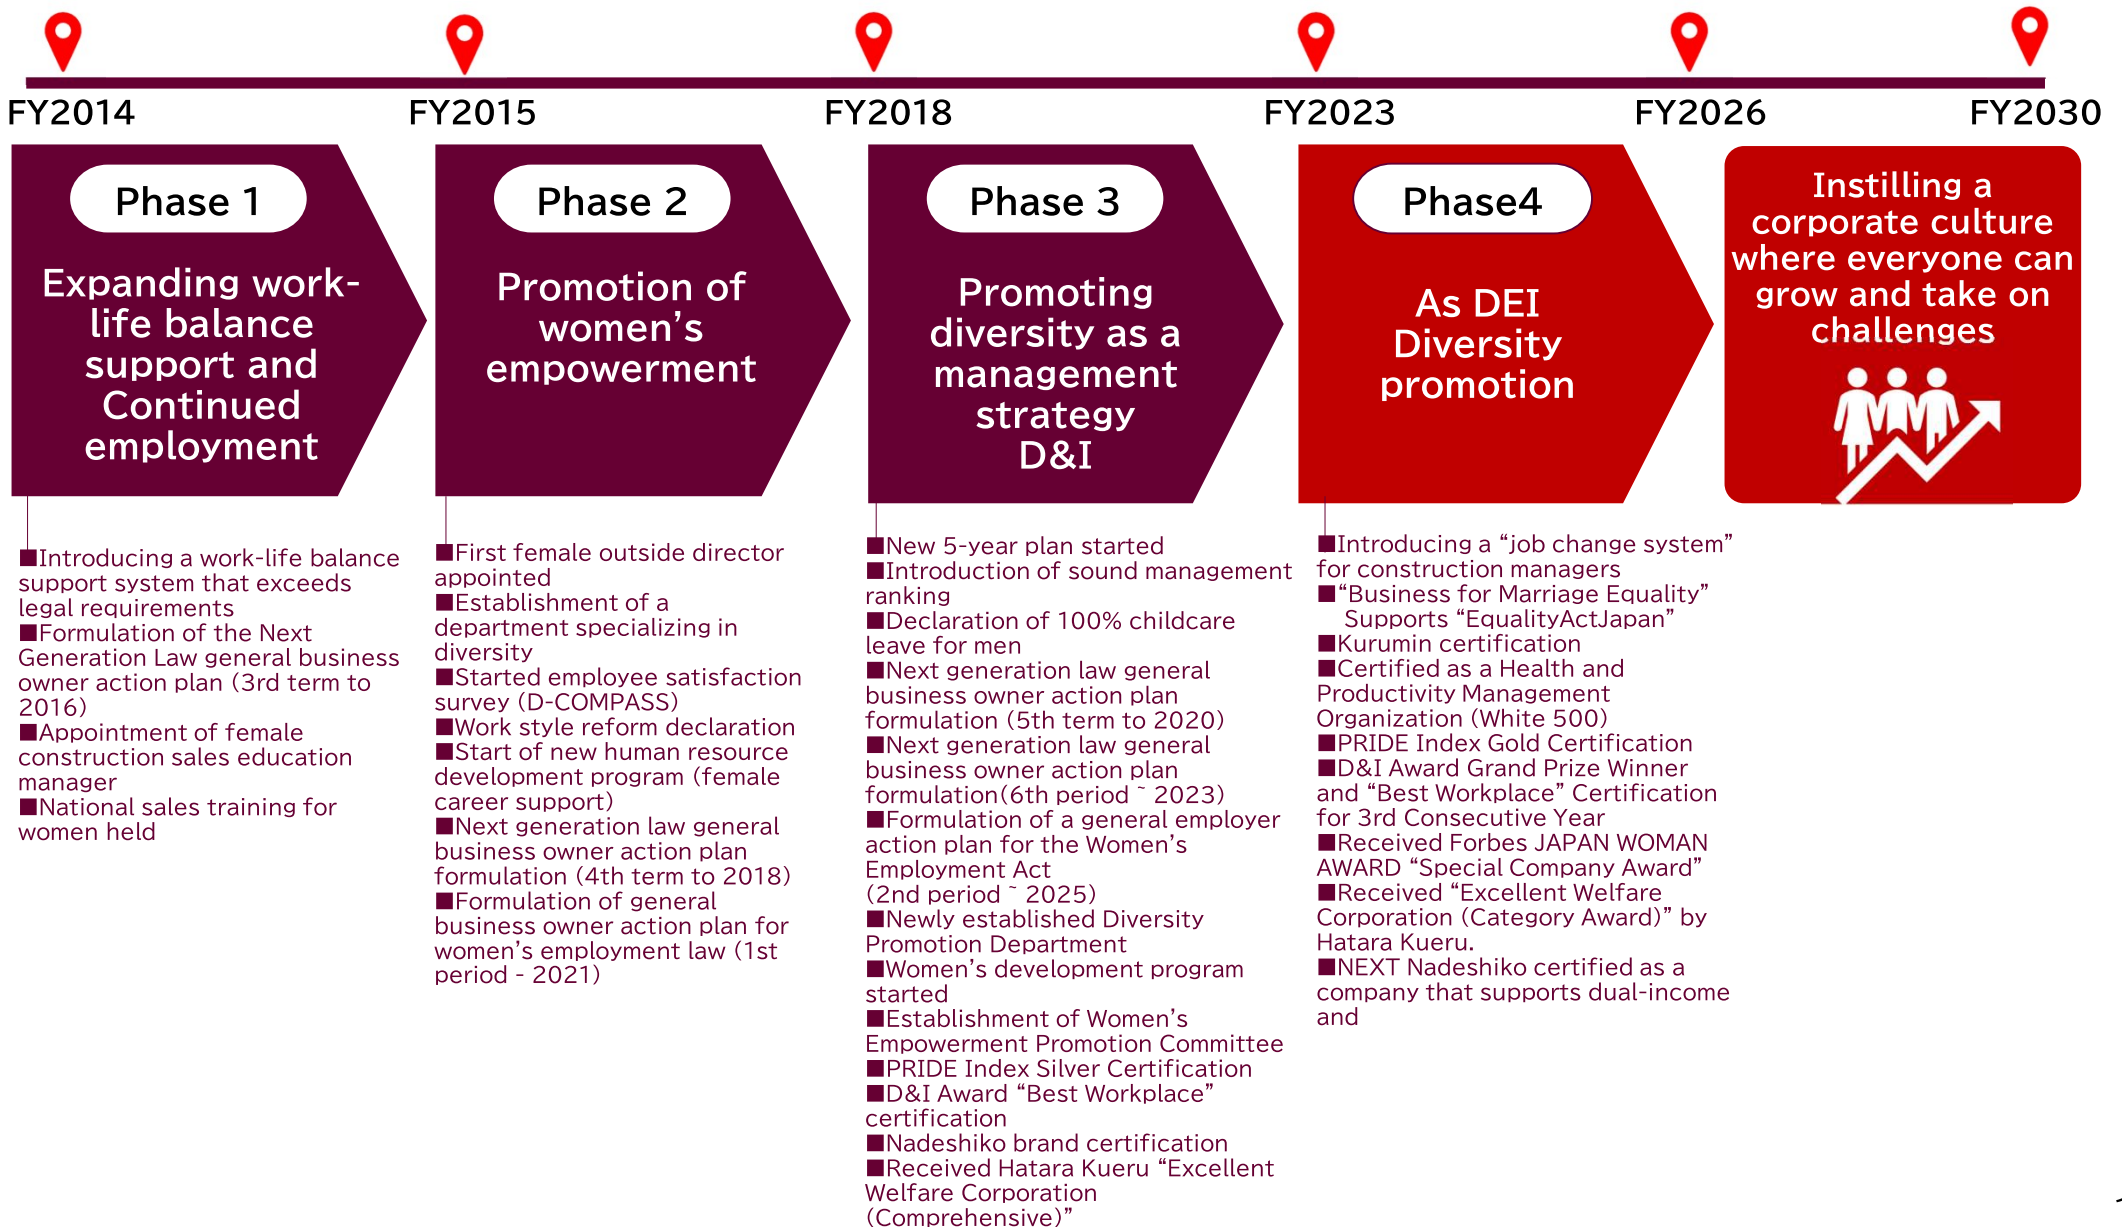 FY2014
FY2015
FY2018
FY2023
FY2026
FY2030
Phase 1
Expanding work-
life balance
support and
Continued
employment
■Introducing a work-life balance
support system that exceeds
legal requirements
■Formulation of the Next
Generation Law general business
owner action plan (3rd term to
2016)
■Appointment of female
construction sales education
manager
■National sales training for
women held
Phase 2
Promotion of
women's
empowerment
■First female outside director
appointed
■Establishment of a
department specializing in
diversity
■Started employee satisfaction
survey (D-COMPASS)
■Work style reform declaration
■Start of new human resource
development program (female
career support)
■Next generation law general
business owner action plan
formulation (4th term to 2018)
■Formulation of general
business owner action plan for
women's employment law (1st
period - 2021)
Phase 3
Promoting
diversity as a
management
strategy
D&I
■New 5-year plan started
■Introduction of sound management
ranking
■Declaration of 100% childcare
leave for men
■Next generation law general
business owner action plan
formulation (5th term to 2020)
■Next generation law general
business owner action plan
formulation(6th period ~ 2023)
■Formulation of a general employer
action plan for the Women's
Employment Act
(2nd period ~ 2025)
■Newly established Diversity
Promotion Department
■Women's development program
started
■Establishment of Women's
Empowerment Promotion Committee
■PRIDE Index Silver Certification
■D&I Award “Best Workplace”
certification
■Nadeshiko brand certification
■Received Hatara Kueru “Excellent
Welfare Corporation
(Comprehensive)”
Phase4
As DEI
Diversity
promotion
■Introducing a “job change system”
for construction managers
■“Business for Marriage Equality”
Supports “EqualityActJapan”
■Kurumin certification
■Certified as a Health and
Productivity Management
Organization (White 500)
■PRIDE Index Gold Certification
■D&I Award Grand Prize Winner
and “Best Workplace” Certification
for 3rd Consecutive Year
■Received Forbes JAPAN WOMAN
AWARD “Special Company Award”
■Received “Excellent Welfare
Corporation (Category Award)” by
Hatara Kueru.
■NEXT Nadeshiko certified as a
company that supports dual-income
and
Instilling a
corporate culture
where everyone can
grow and take on
challenges